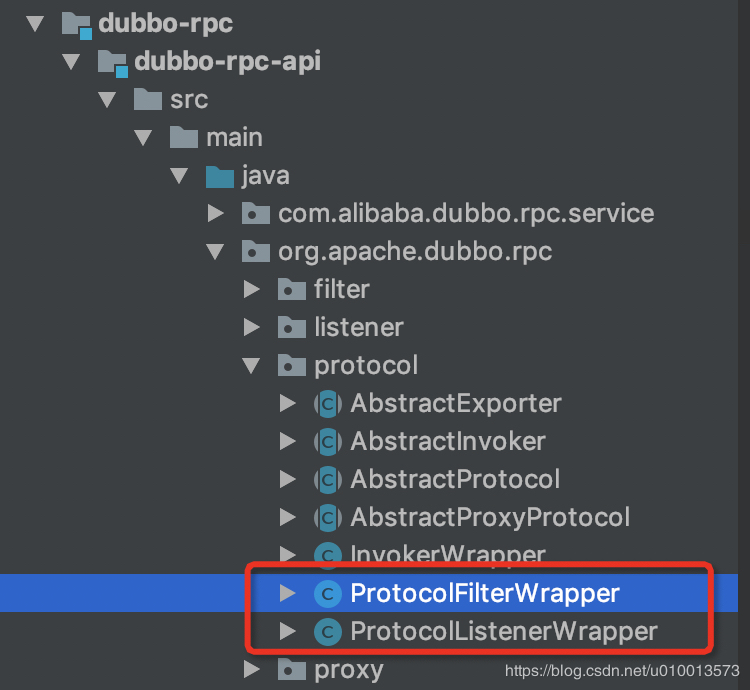 dubbo-rpc
dubbo-rpc-api
src
main
java
com.alibaba.dubbo.rpc.service
org.apache.dubbo.rpc
filter
listener
protocol
C AbstractExporter
C AbstractInvoker
C AbstractProtocol
C AbstractProxyProtocol
C InvokerWrapper
C ProtocolFilterWrapper
C ProtocolListenerWrapper
proxy
https://blog.csdn.net/u010013573